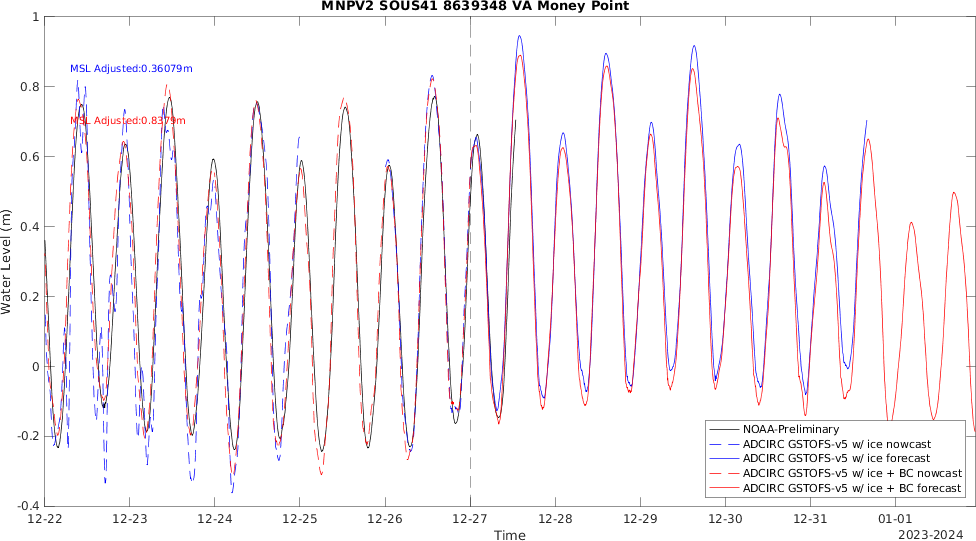 MNPV2 SOUS41 8639348 VA Money Point
1
0.8
0.6
0.4
0.2
0
-0.2
-0.4
Water Level (m)
MSL Adjusted:0.36079m
MSL Adjusted:0.8379m
NOAA-Preliminary
ADCIRC GSTOFS-v5 w/ ice nowcast
ADCIRC GSTOFS-v5 w/ ice forecast
ADCIRC GSTOFS-v5 w/ ice + BC nowcast
ADCIRC GSTOFS-v5 w/ ice + BC forecast
12-22 12-23 12-24 12-25 12-26 12-27 12-28 12-29 12-30 12-31 01-01
Time
2023-2024